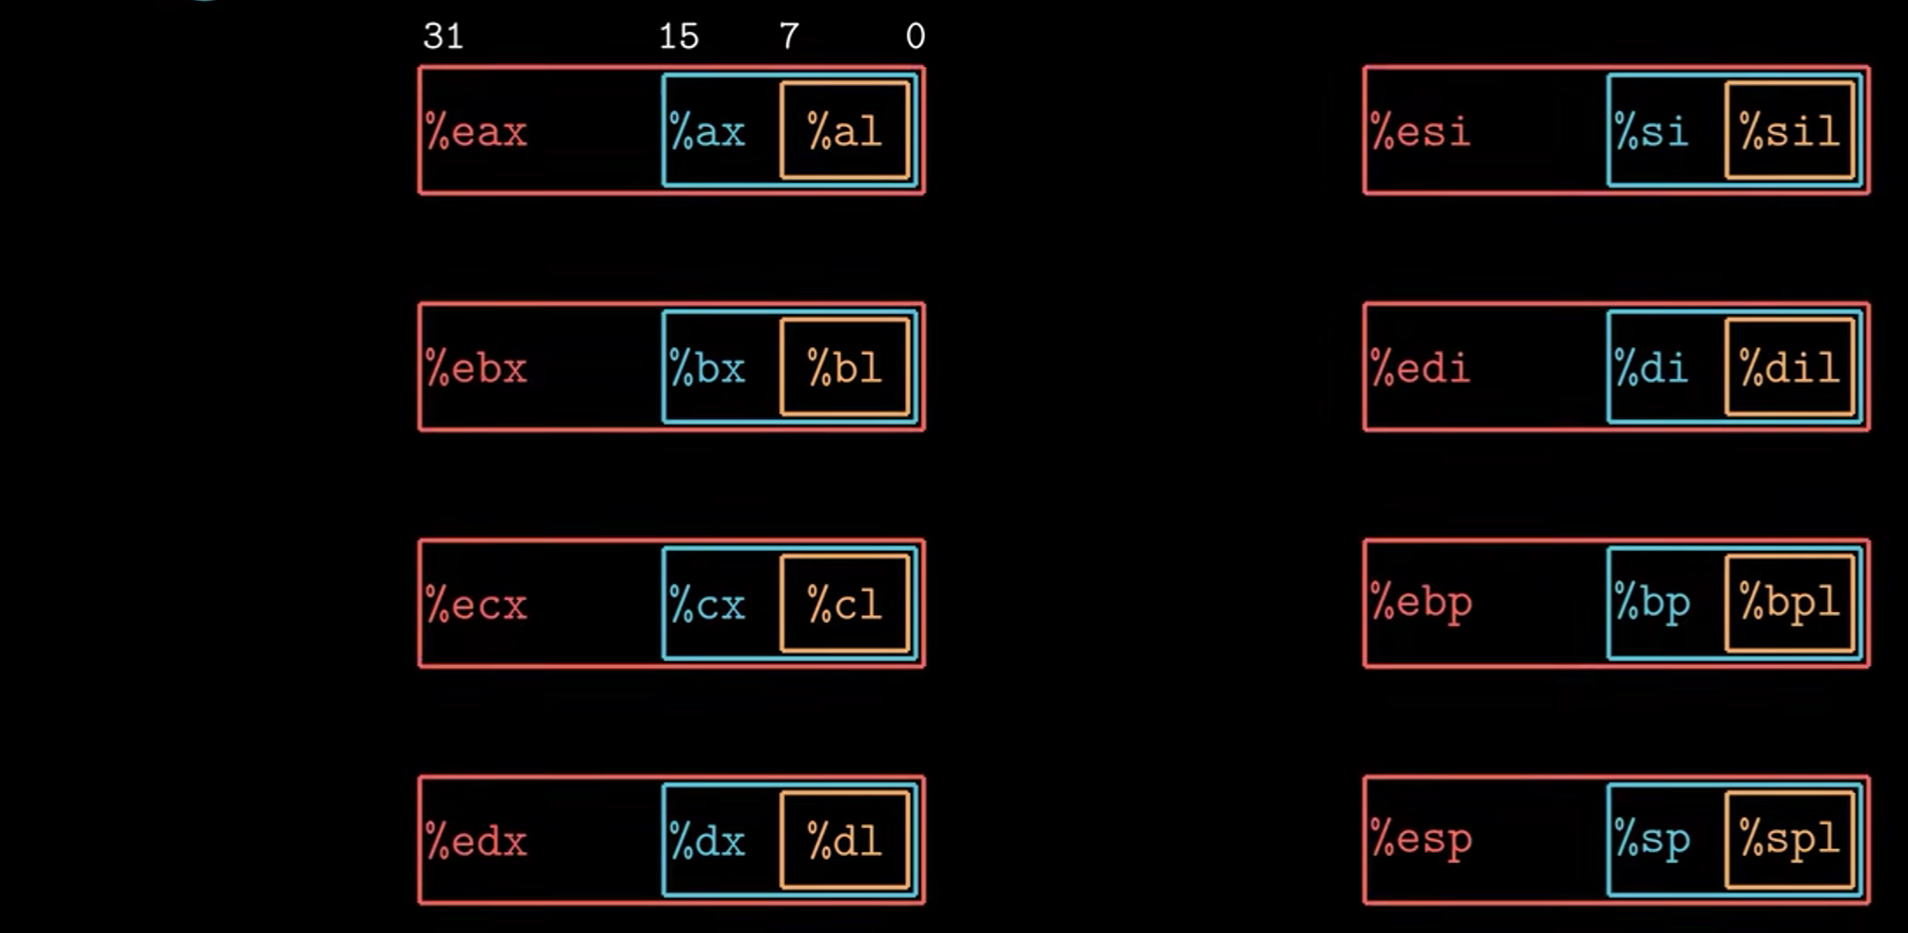 31 15 7 0
%eax %ax %al %esi %si %sil
%ebx %bx %bl %edi %di %dil
%ecx %cx %cl %ebp %bp %bpl
%edx %dx %dl %esp %sp %spl